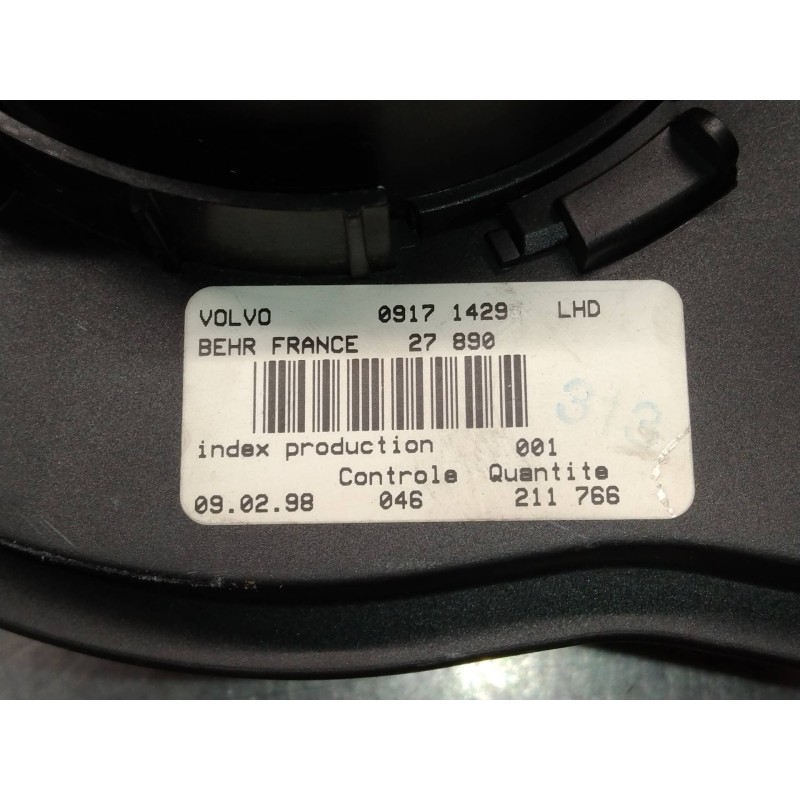 VOLVO 0917 1429 LHD
BEHR FRANCE 27 890
index production 001
Controle Quantite
09.02.98 046 211 766